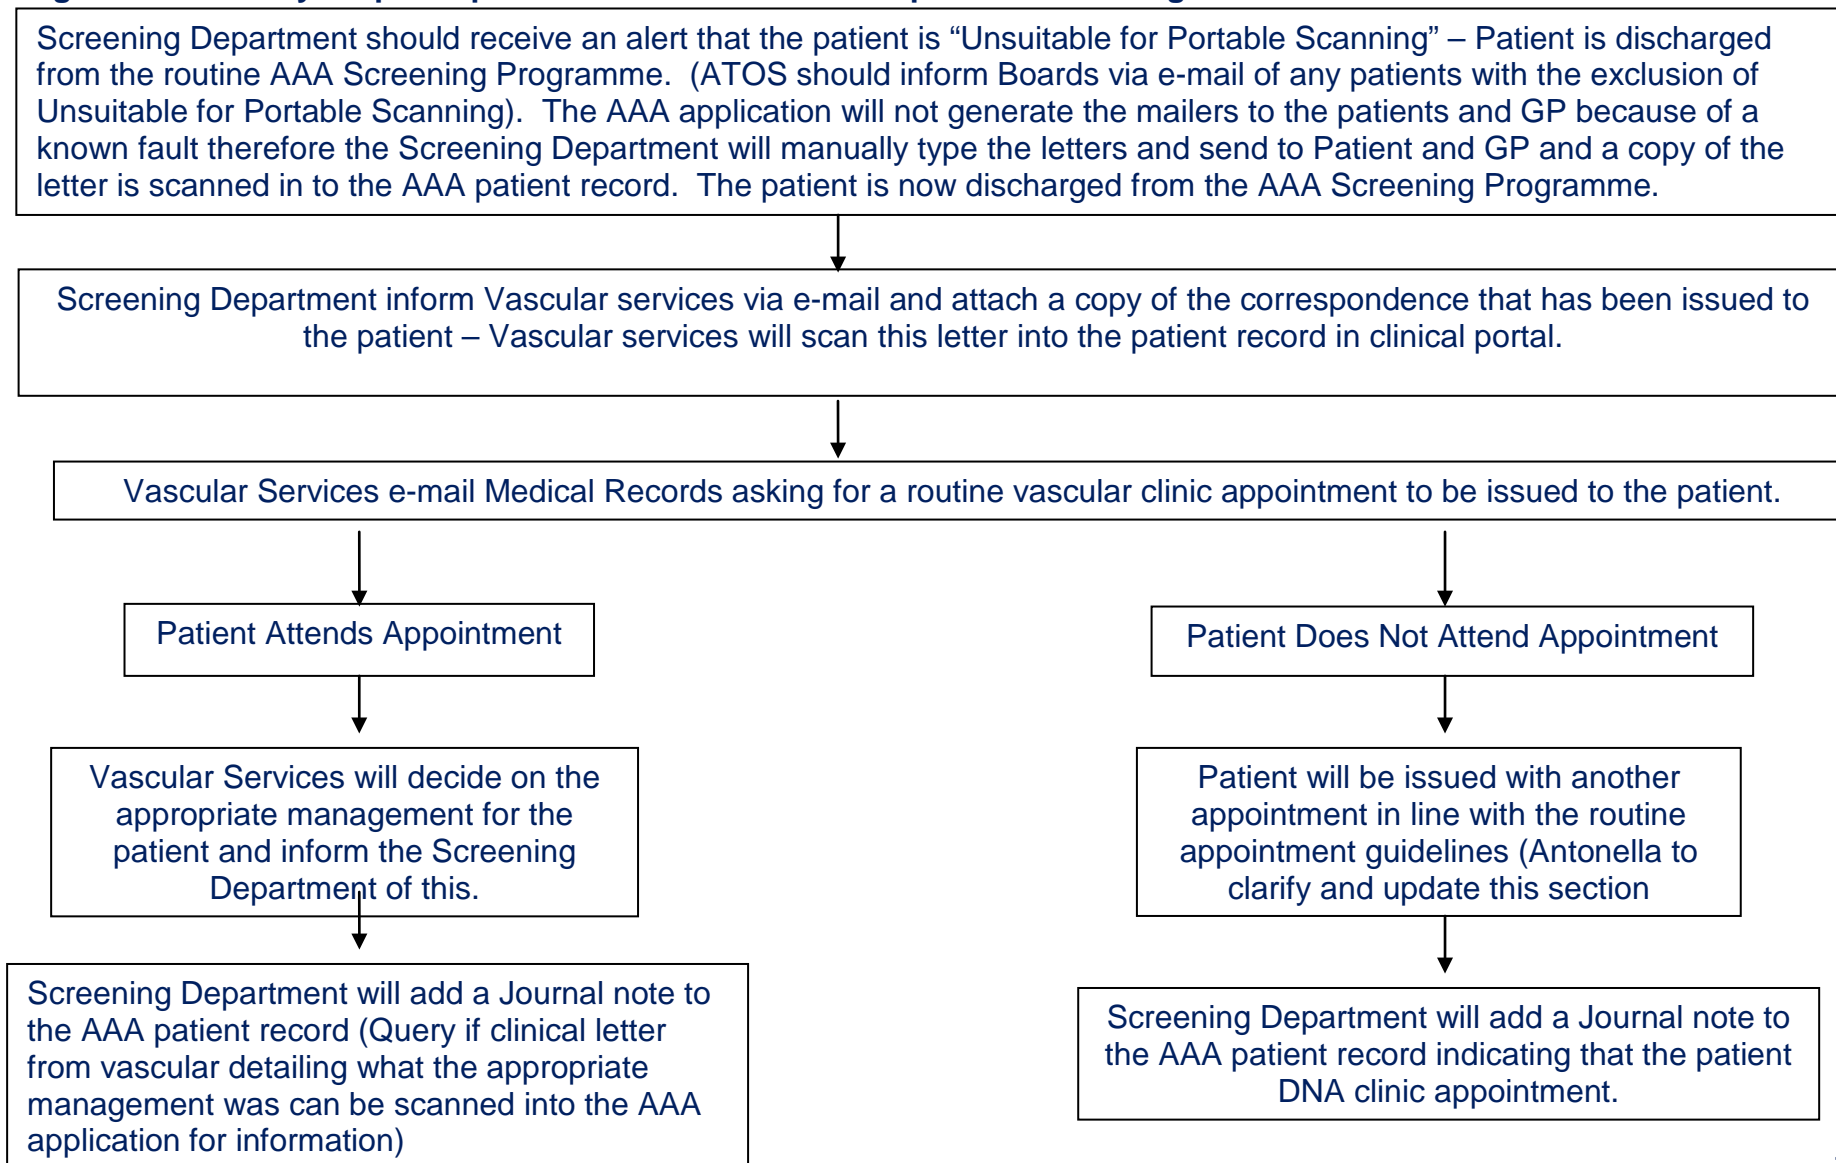 Screening Department should receive an alert that the patient is “Unsuitable for Portable Scanning” – Patient is discharged
from the routine AAA Screening Programme.  (ATOS should inform Boards via e-mail of any patients with the exclusion of
Unsuitable for Portable Scanning).  The AAA application will not generate the mailers to the patients and GP because of a
known fault therefore the Screening Department will manually type the letters and send to Patient and GP and a copy of the
letter is scanned in to the AAA patient record.  The patient is now discharged from the AAA Screening Programme.
Screening Department inform Vascular services via e-mail and attach a copy of the correspondence that has been issued to
the patient – Vascular services will scan this letter into the patient record in clinical portal.
Vascular Services e-mail Medical Records asking for a routine vascular clinic appointment to be issued to the patient.
Patient Attends Appointment
Vascular Services will decide on the
appropriate management for the
patient and inform the Screening
Department of this.
Screening Department will add a Journal note to
the AAA patient record (Query if clinical letter
from vascular detailing what the appropriate
management was can be scanned into the AAA
application for information)
Patient Does Not Attend Appointment
Patient will be issued with another
appointment in line with the routine
appointment guidelines (Antonella to
clarify and update this section
Screening Department will add a Journal note to
the AAA patient record indicating that the patient
DNA clinic appointment.